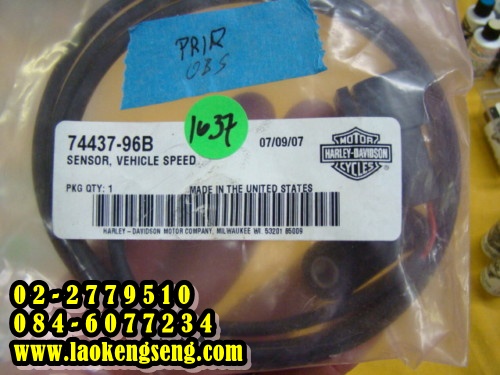 PRIR
OBS
1637
74437-96B
07/09/07
SENSOR, VEHICLE SPEED
MOTOR
HARLEY-DAVIDSON
CYCLES
PKG QTY: 1
MADE IN THE UNITED STATES
HARLEY-DAVIDSON MOTOR COMPANY, MILWAUKEE WI 53201 85009
02-2779510
084-6077234
www.laokengseng.com